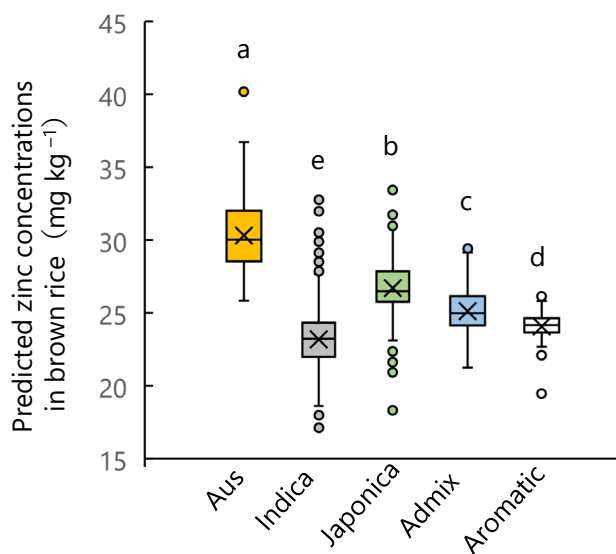 Predicted zinc concentrations
in brown rice（mg kg⁻¹）
45
40
35
30
25
20
15
a
e
b
c
d
Aus
Indica
Japonica
Admix
Aromatic